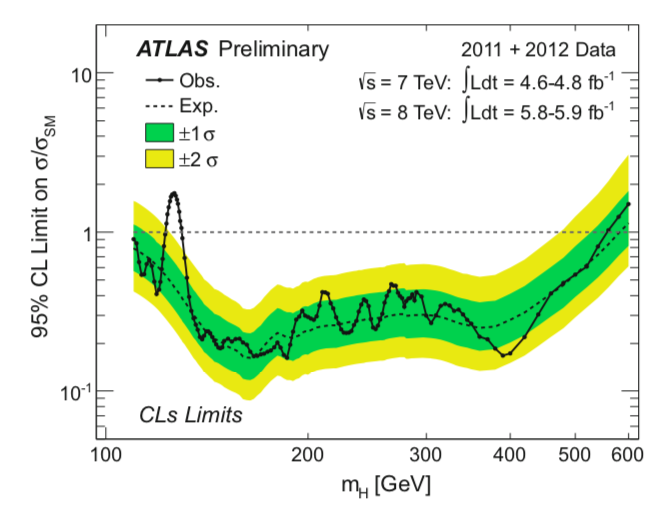 ATLAS Preliminary
2011 + 2012 Data
Obs.
√s = 7 TeV: ∫Ldt = 4.6-4.8 fb⁻¹
Exp.
√s = 8 TeV: ∫Ldt = 5.8-5.9 fb⁻¹
±1 σ
±2 σ
95% CL Limit on σ/σSM
10
1
10⁻¹
CLs Limits
100 200 300 400 500 600
mH [GeV]